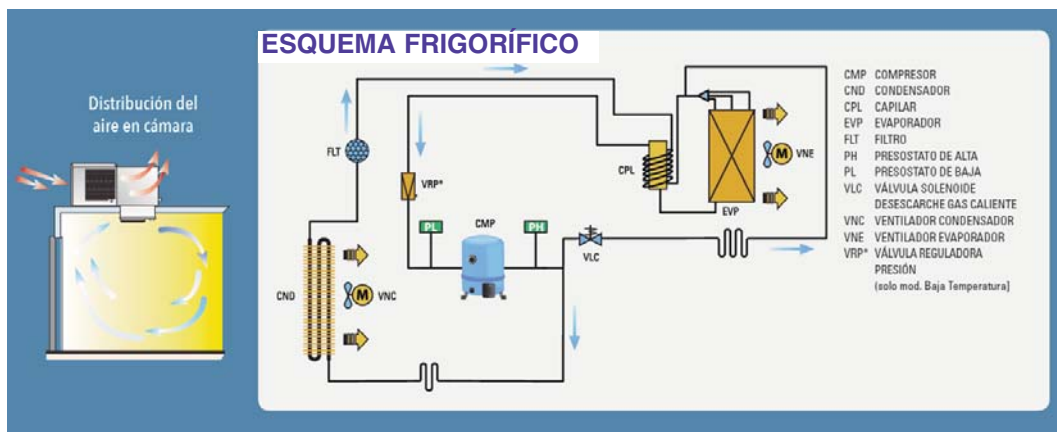 ESQUEMA FRIGORÍFICO
Distribución del
aire en cámara
FLT
VRP*
CPL
EVP
M VNE
PL
CMP
PH
VLC
CND
M VNC
CMP COMPRESOR
CND CONDENSADOR
CPL CAPILAR
EVP EVAPORADOR
FLT FILTRO
PH PRESOSTATO DE ALTA
PL PRESOSTATO DE BAJA
VLC VÁLVULA SOLENOIDE
DESESCARCHE GAS CALIENTE
VNC VENTILADOR CONDENSADOR
VNE VENTILADOR EVAPORADOR
VRP* VÁLVULA REGULADORA
PRESIÓN
(solo mod. Baja Temperatura]